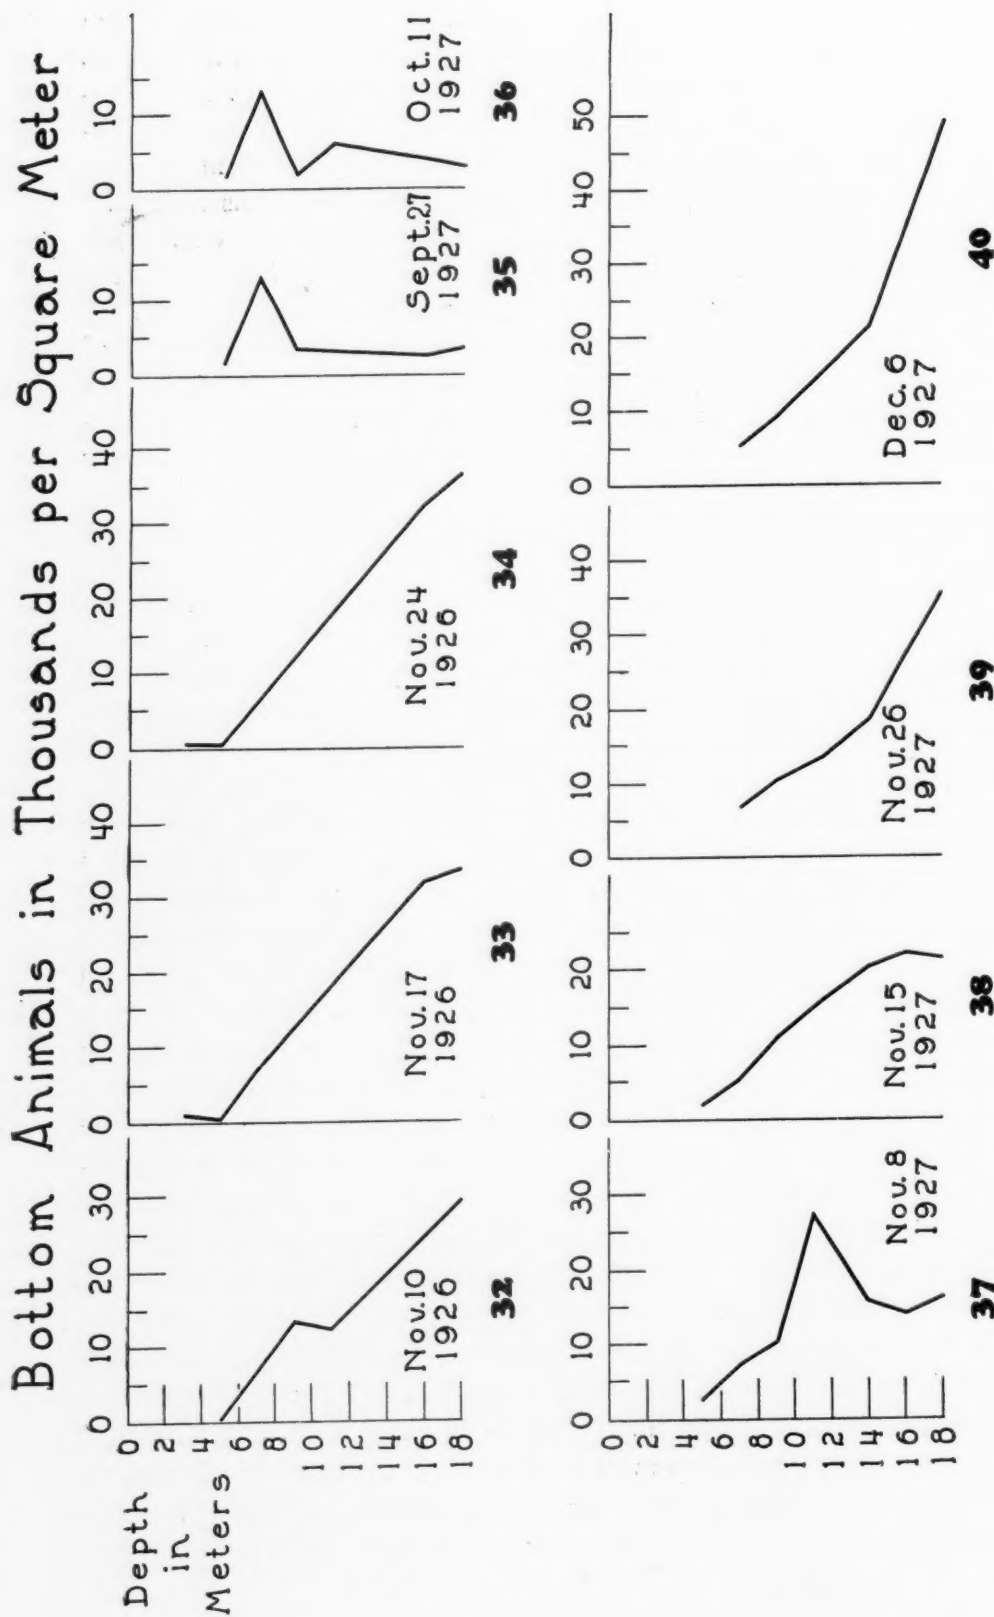 Bottom Animals in Thousands per Square Meter
Depth
in
Meters
0
2
4
6
8
10
12
14
16
18
0 10 20 30
Nov.10
1926
32
0 10 20 30 40
Nov.17
1926
33
0 10 20 30 40
Nov.24
1926
34
0 10
Sept.27
1927
35
0 10
Oct.11
1927
36
0
2
4
6
8
10
12
14
16
18
0 10 20 30
Nov.8
1927
37
0 10 20
Nov.15
1927
38
0 10 20 30 40
Nov.26
1927
39
0 10 20 30 40 50
Dec.6
1927
40